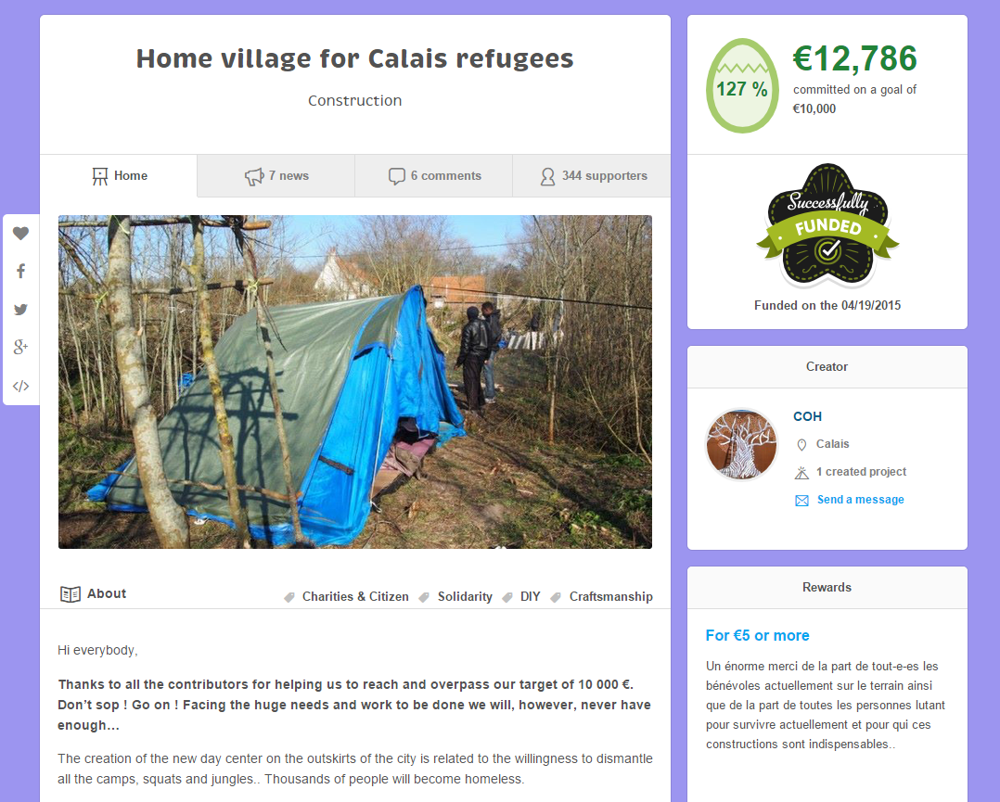 Home village for Calais refugees
Construction
Home
7 news
6 comments
344 supporters
About
Charities & Citizen
Solidarity
DIY
Craftsmanship
Hi everybody,
Thanks to all the contributors for helping us to reach and overpass our target of 10 000 €.
Don't sop ! Go on ! Facing the huge needs and work to be done we will, however, never have
enough…
The creation of the new day center on the outskirts of the city is related to the willingness to dismantle
all the camps, squats and jungles.. Thousands of people will become homeless.
127 %
€12,786
committed on a goal of
€10,000
Successfully
FUNDED
Funded on the 04/19/2015
Creator
COH
Calais
1 created project
Send a message
Rewards
For €5 or more
Un énorme merci de la part de tout-e-es les
bénévoles actuellement sur le terrain ainsi
que de la part de toutes les personnes lutant
pour survivre actuellement et pour qui ces
constructions sont indispensables..